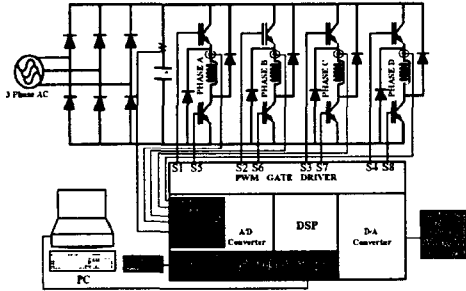 PHASE A
PHASE B
PHASE C
PHASE D
3 Phase AC
S1 S5 S2 S6 S3 S7 S4 S8
PWM GATE DRIVER
A/D
Converter
DSP
D/A
Converter
PC